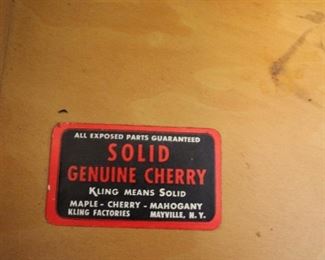 ALL EXPOSED PARTS GUARANTEED
SOLID
GENUINE CHERRY
KLING MEANS SOLID
MAPLE - CHERRY - MAHOGANY
KLING FACTORIES MAYVILLE, N. Y.